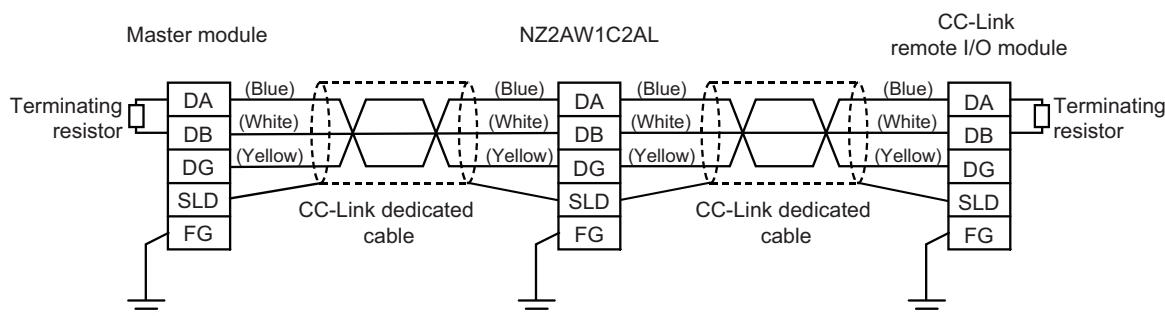 Master module
NZ2AW1C2AL
CC-Link
remote I/O module
Terminating
resistor
DA
DB
DG
SLD
FG
(Blue)
(White)
(Yellow)
CC-Link dedicated
cable
(Blue)
(White)
(Yellow)
DA
DB
DG
SLD
FG
(Blue)
(White)
(Yellow)
CC-Link dedicated
cable
(Blue)
(White)
(Yellow)
DA
DB
DG
SLD
FG
Terminating
resistor